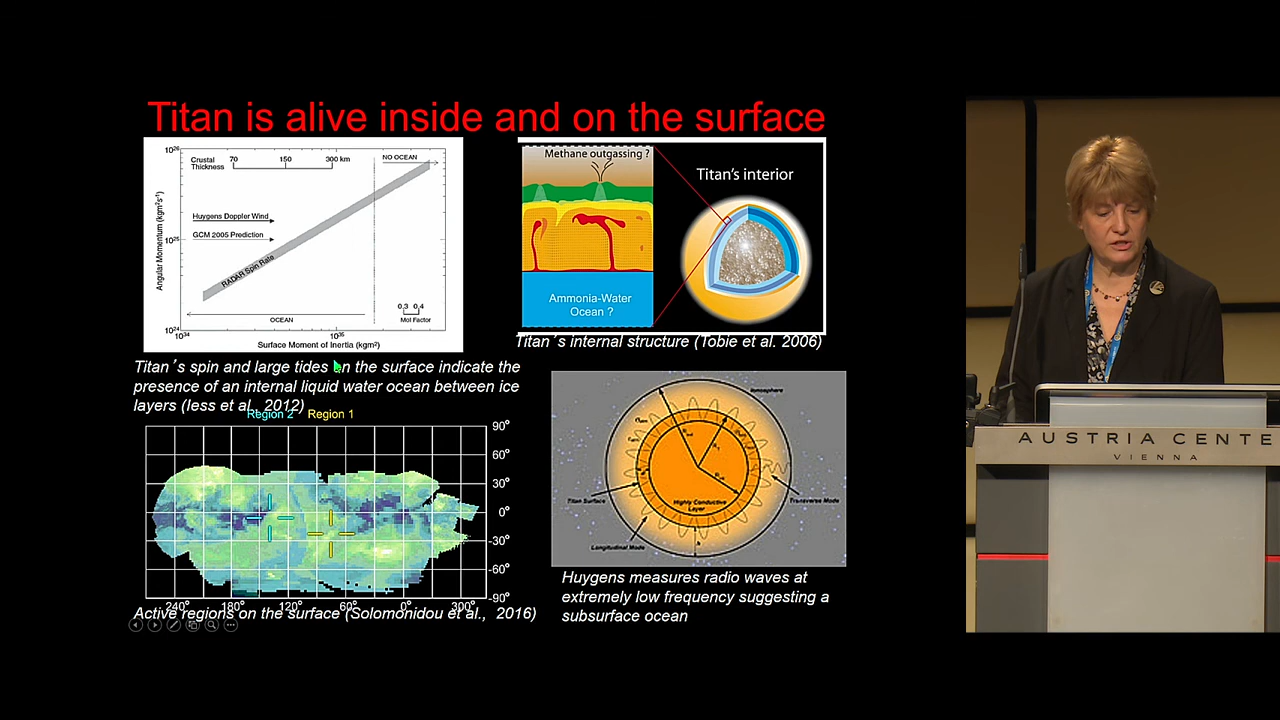 Titan is alive inside and on the surface
10²⁶
Crustal
Thickness
70 150 300 km
NO OCEAN
Huygens Doppler Wind
10²⁵
GCM 2005 Prediction
RADAR Spin Rate
Angular Momentum (kgm²s⁻¹)
0.3 0.4
Mol Factor
OCEAN
10²⁴
10³⁴ 10³⁵
Surface Moment of Inertia (kgm²)
Methane outgassing ?
Titan's interior
Ammonia-Water
Ocean ?
Titan´s internal structure (Tobie et al. 2006)
Titan´s spin and large tides on the surface indicate the
presence of an internal liquid water ocean between ice
layers (Iess et al., 2012)
Region 2 Region 1
90°
60°
30°
0°
-30°
-60°
-90°
240° 180° 120° 60° 0° 300°
Active regions on the surface (Solomonidou et al., 2016)
Ionosphere
Titan Surface
Highly Conductive
Layer
Transverse Mode
Longitudinal Mode
h
Huygens measures radio waves at
extremely low frequency suggesting a
subsurface ocean
AUSTRIA CENTE
VIENNA